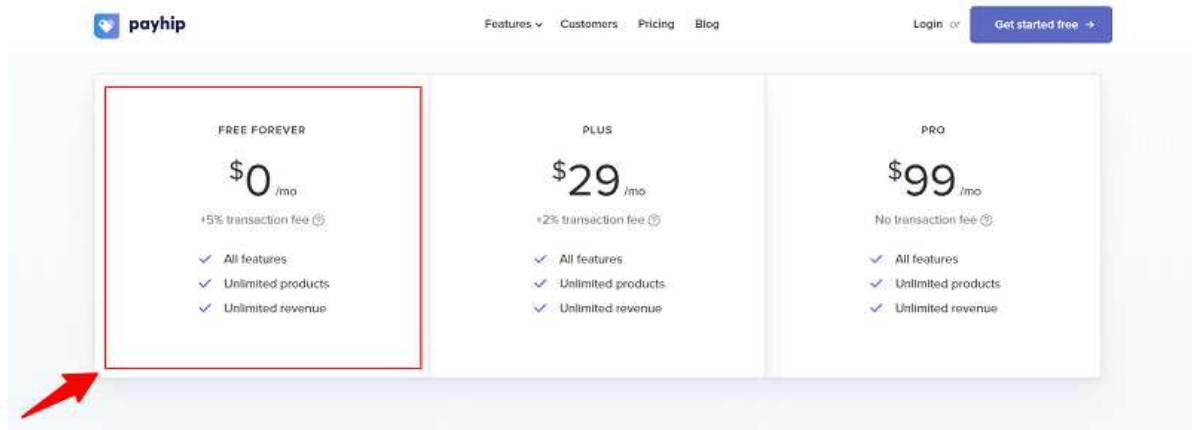 payhip
Features Customers Pricing Blog
Login or Get started free →
FREE FOREVER
$0 /mo
+5% transaction fee
All features
Unlimited products
Unlimited revenue
PLUS
$29 /mo
+2% transaction fee
All features
Unlimited products
Unlimited revenue
PRO
$99 /mo
No transaction fee
All features
Unlimited products
Unlimited revenue